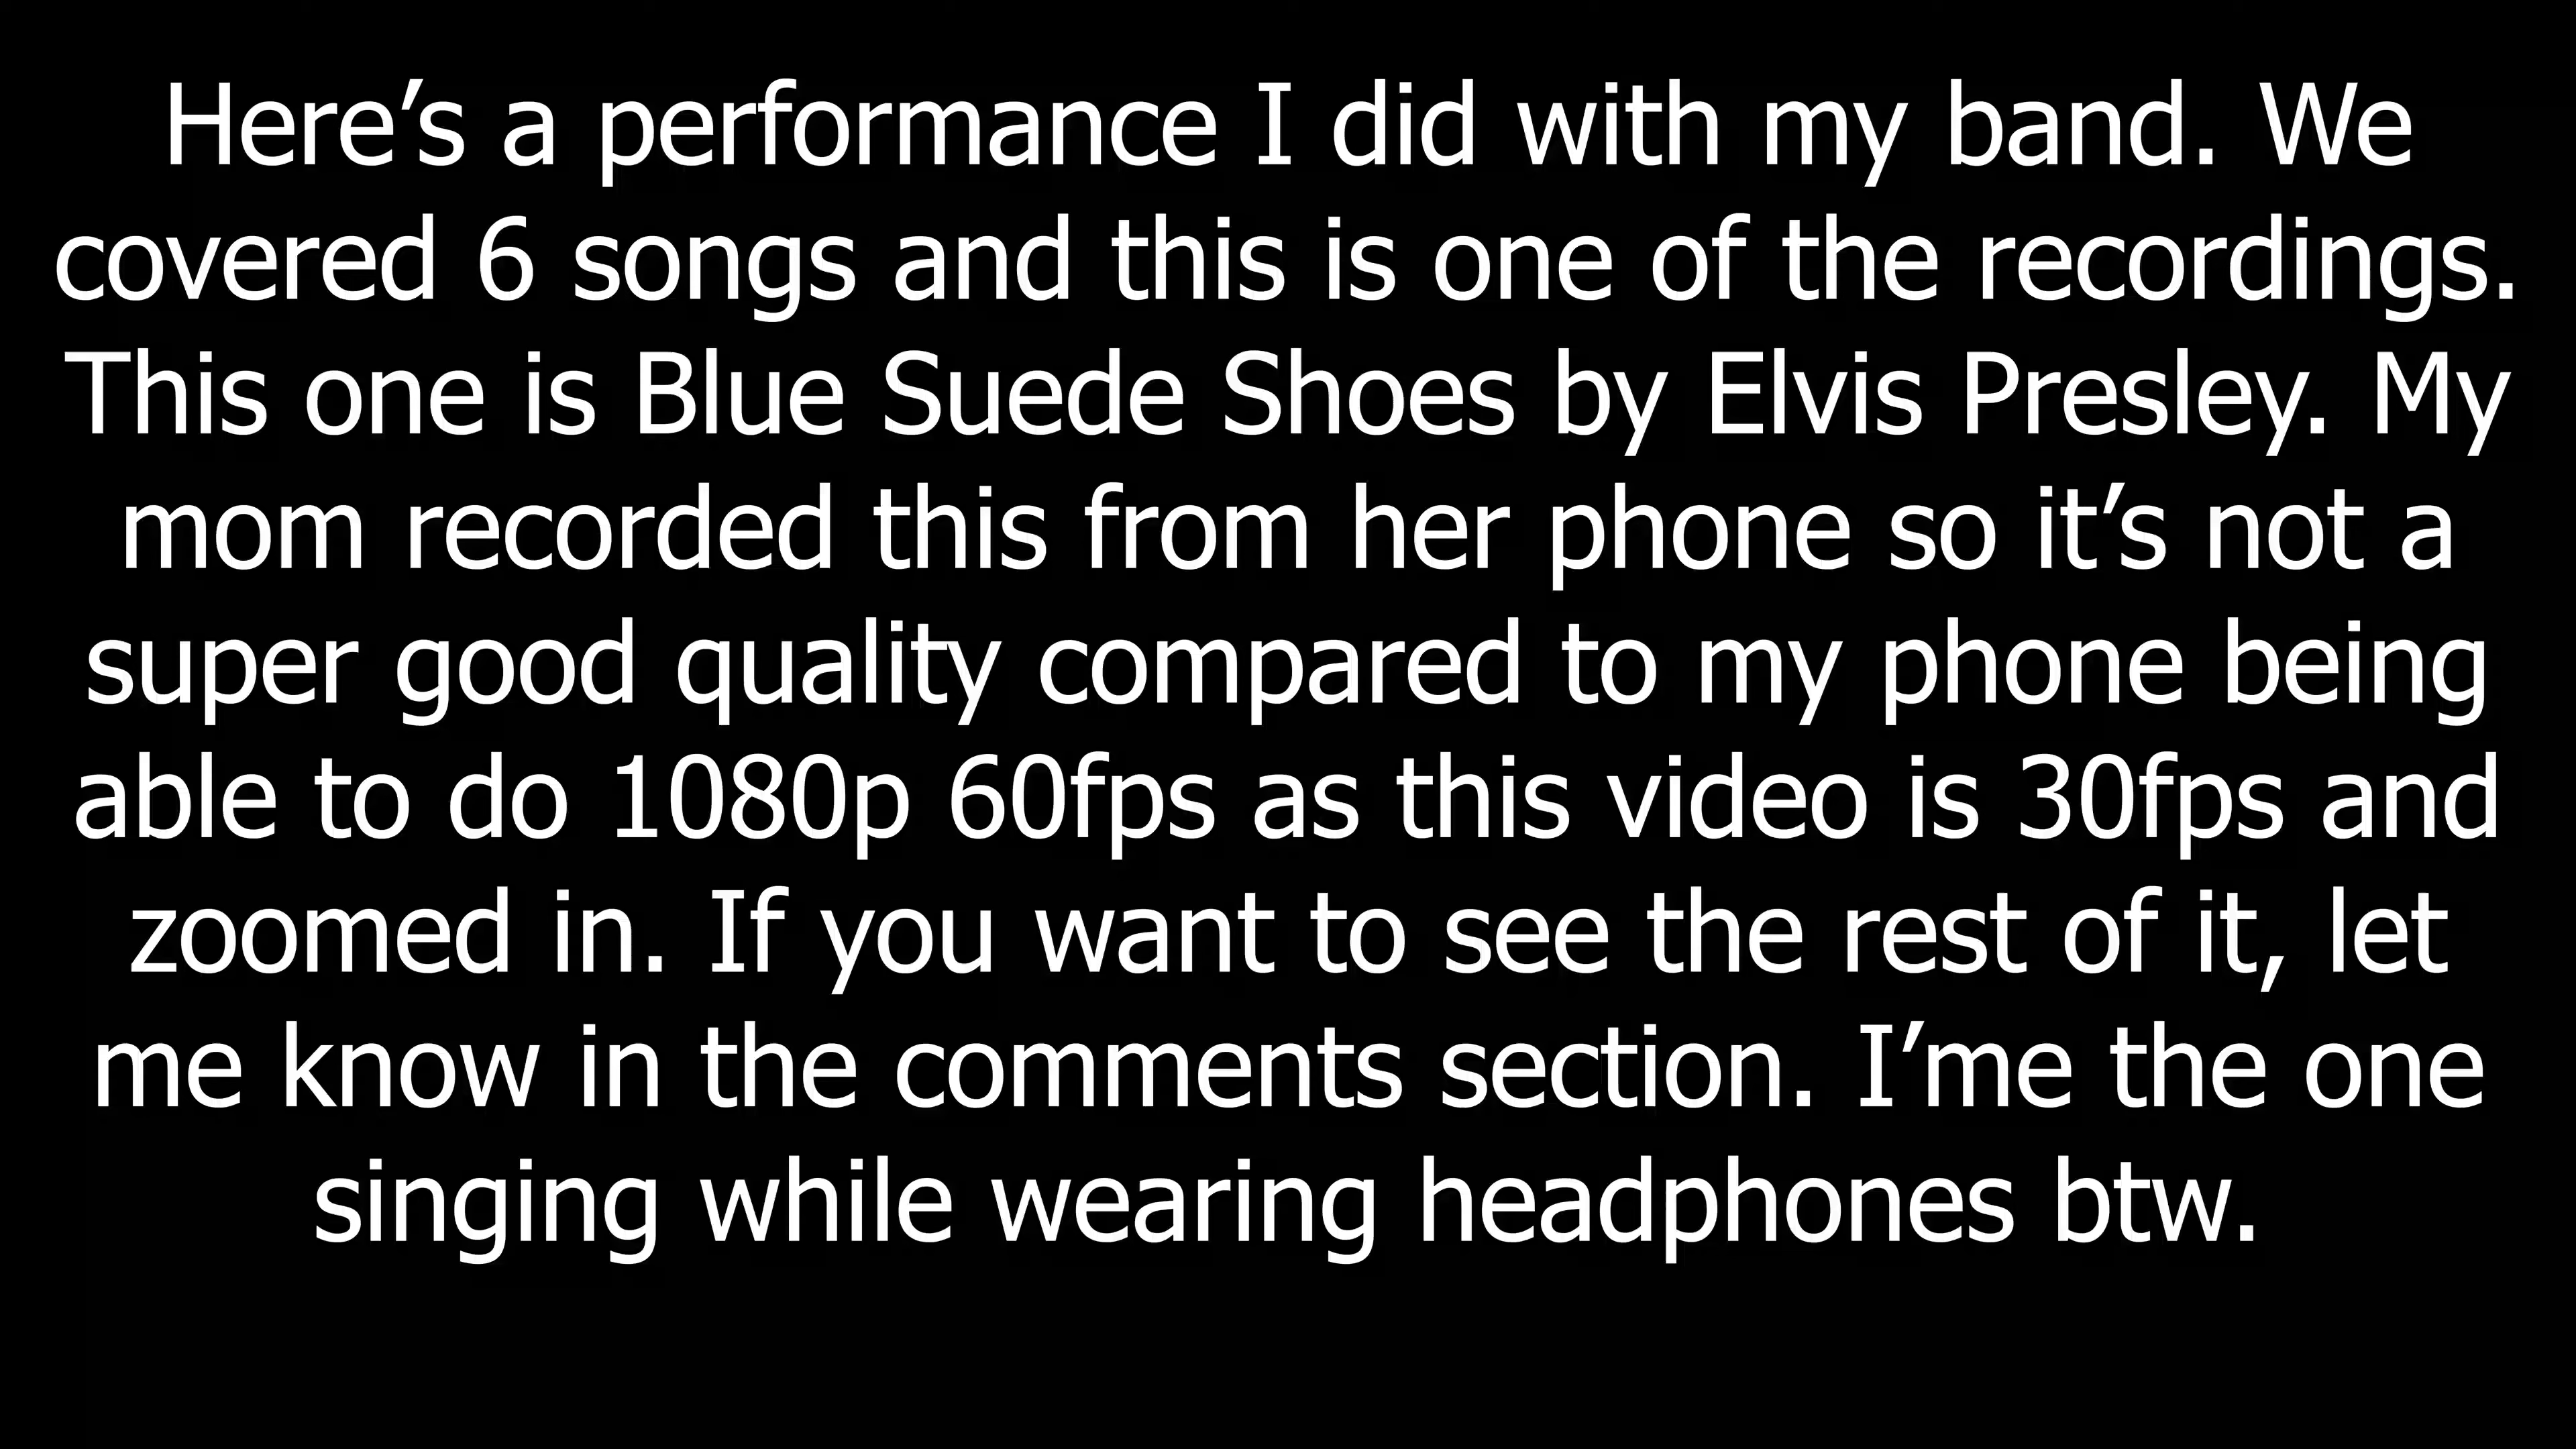 Here’s a performance I did with my band. We
covered 6 songs and this is one of the recordings.
This one is Blue Suede Shoes by Elvis Presley. My
mom recorded this from her phone so it’s not a
super good quality compared to my phone being
able to do 1080p 60fps as this video is 30fps and
zoomed in. If you want to see the rest of it, let
me know in the comments section. I’me the one
singing while wearing headphones btw.